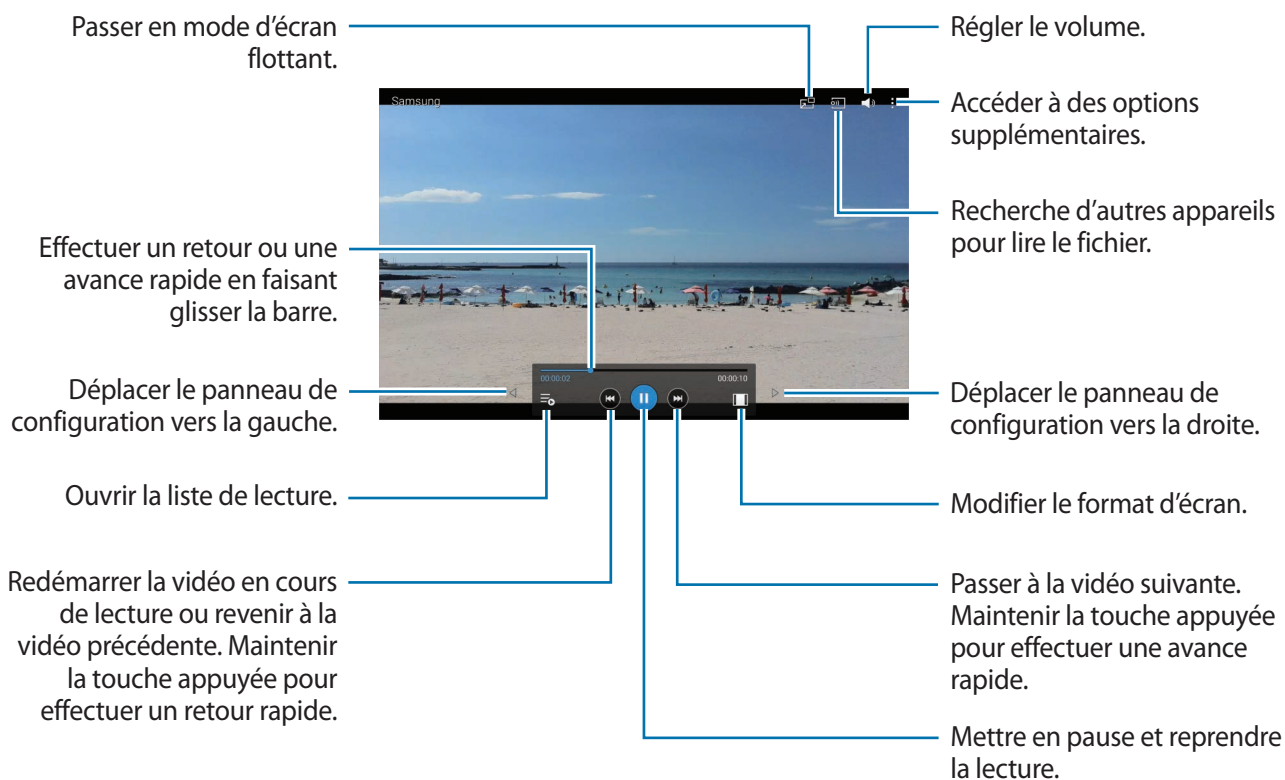 Passer en mode d'écran
flottant.
Régler le volume.
Samsung
Accéder à des options
supplémentaires.
Recherche d'autres appareils
pour lire le fichier.
Effectuer un retour ou une
avance rapide en faisant
glisser la barre.
00:00:02
00:00:10
Déplacer le panneau de
configuration vers la gauche.
Déplacer le panneau de
configuration vers la droite.
Ouvrir la liste de lecture.
Modifier le format d'écran.
Redémarrer la vidéo en cours
de lecture ou revenir à la
vidéo précédente. Maintenir
la touche appuyée pour
effectuer un retour rapide.
Passer à la vidéo suivante.
Maintenir la touche appuyée
pour effectuer une avance
rapide.
Mettre en pause et reprendre
la lecture.